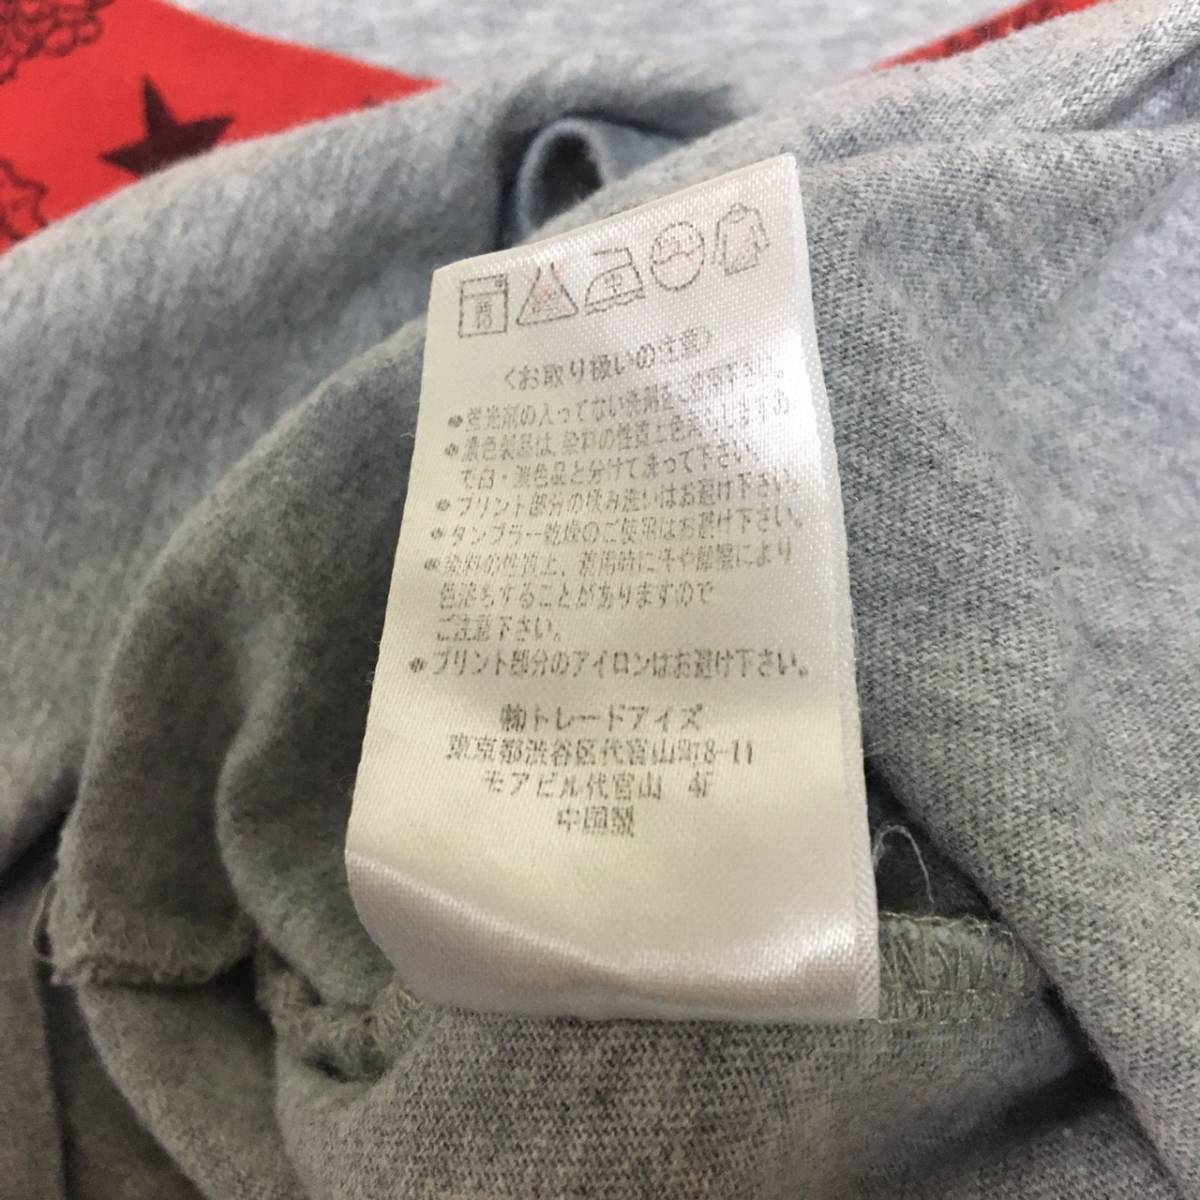 〈お取り扱いの注意〉
※蛍光剤の入ってない洗剤を、使用下さい。
※濃色製品は、染料の性質上色落ちしますの
で白・淡色品と分けて洗って下さい。
※プリント部分の揉み洗いはお避け下さい。
※タンブラー乾燥のご使用はお避け下さい。
※染料の性質上、着用時に汗や摩擦により
色落ちすることがありますので
ご注意下さい。
※プリント部分のアイロンはお避け下さい。
㈱トレードアイズ
東京都渋谷区代官山町8-11
モアビル代官山 4F
中国製